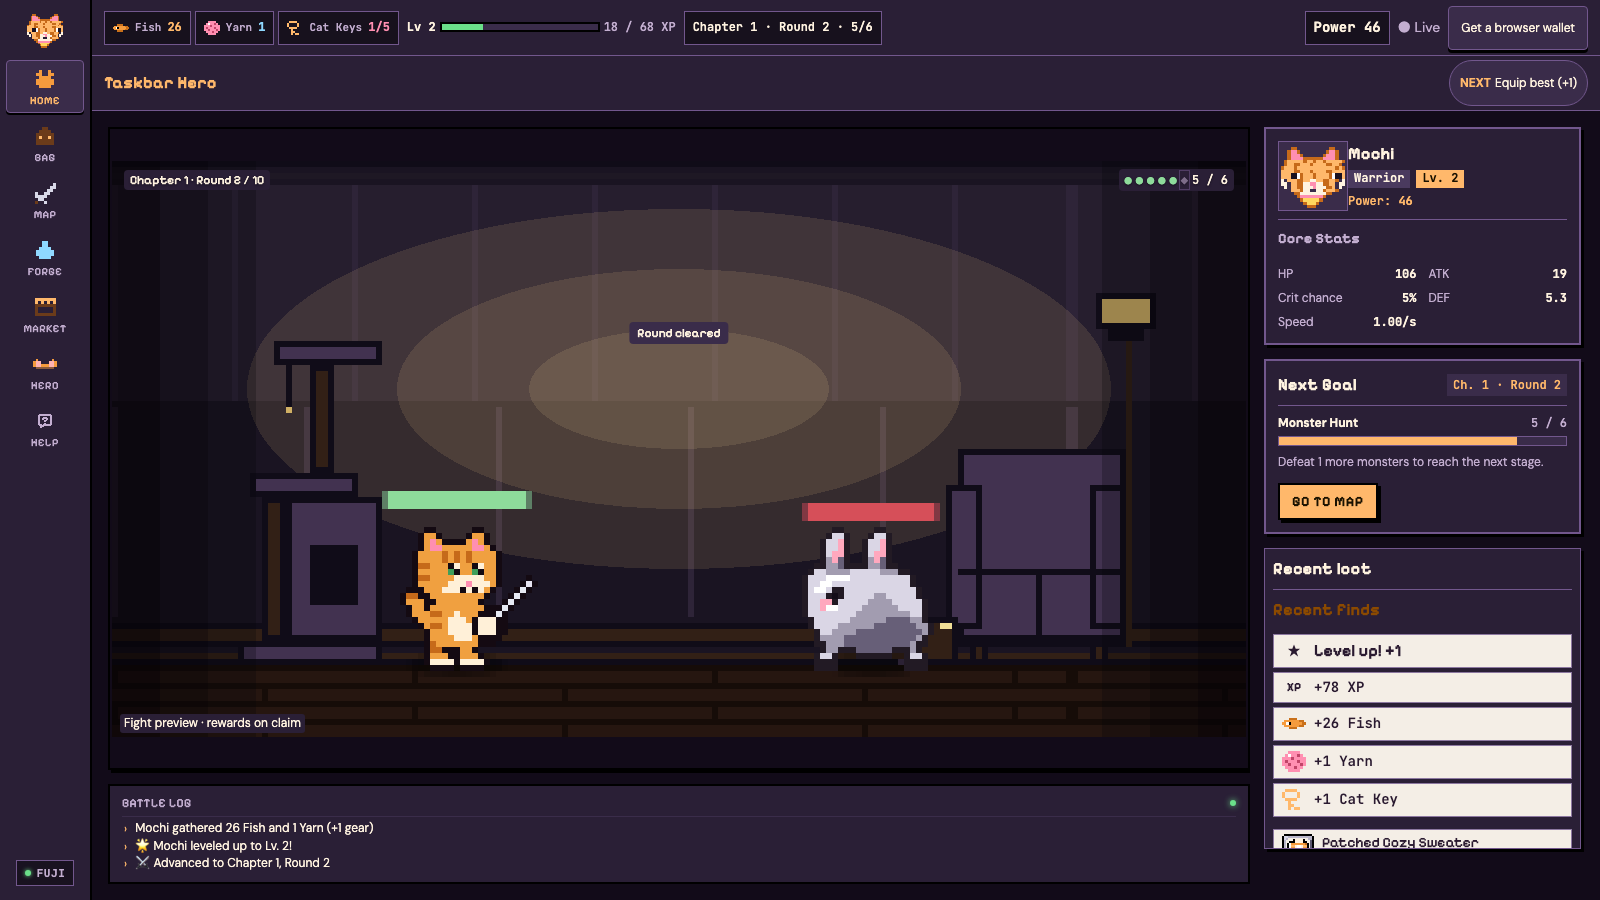 Fish 26
Yarn 1
Cat Keys 1/5
Lv 2
18 / 68 XP
Chapter 1 · Round 2 · 5/6
Power 46
Live
Get a browser wallet
HOME
BAG
MAP
FORGE
MARKET
HERO
HELP
FUJI
Taskbar Hero
NEXT Equip best (+1)
Chapter 1 · Round 2 / 10
5 / 6
Round cleared
Fight preview · rewards on claim
BATTLE LOG
› Mochi gathered 26 Fish and 1 Yarn (+1 gear)
› 🌟 Mochi leveled up to Lv. 2!
› ⚔️ Advanced to Chapter 1, Round 2
Mochi
Warrior Lv. 2
Power: 46
Core Stats
HP 106 ATK 19
Crit chance 5% DEF 5.3
Speed 1.00/s
Next Goal Ch. 1 · Round 2
Monster Hunt 5 / 6
Defeat 1 more monsters to reach the next stage.
GO TO MAP
Recent loot
Recent finds
★ Level up! +1
XP +78 XP
+26 Fish
+1 Yarn
+1 Cat Key
Patched Cozy Sweater